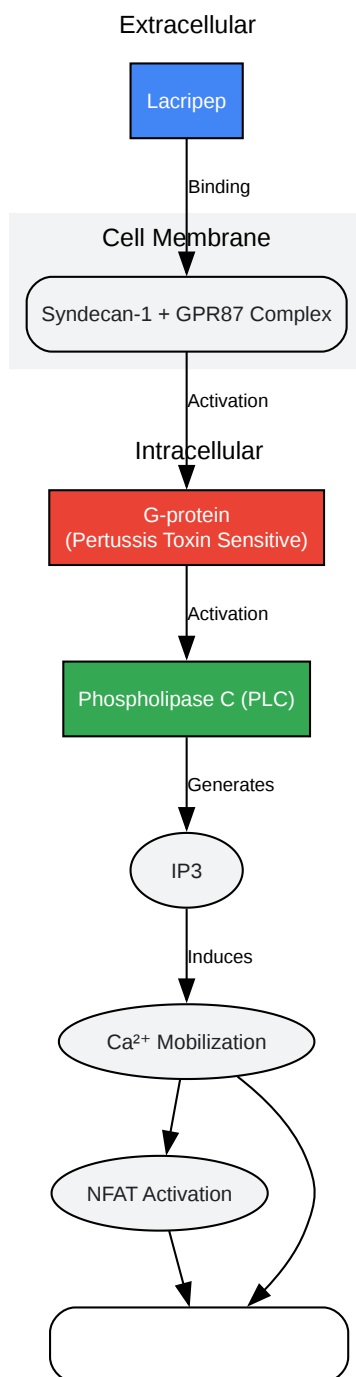 Extracellular
Lacripep
Binding
Cell Membrane
Syndecan-1 + GPR87 Complex
Activation
Intracellular
G-protein
(Pertussis Toxin Sensitive)
Activation
Phospholipase C (PLC)
Generates
IP3
Induces
Ca²⁺ Mobilization
NFAT Activation